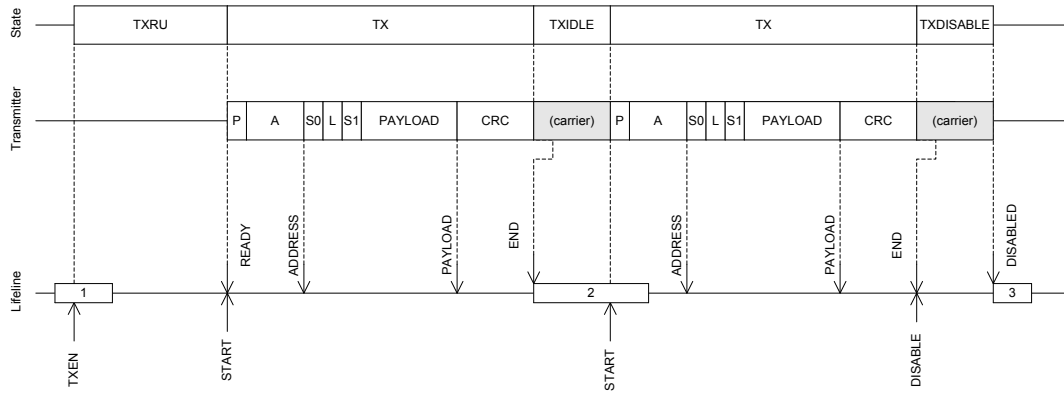 State
TXRU
TX
TXIDLE
TX
TXDISABLE
Transmitter
P
A
S0
L
S1
PAYLOAD
CRC
(carrier)
P
A
S0
L
S1
PAYLOAD
CRC
(carrier)
READY
ADDRESS
PAYLOAD
END
ADDRESS
PAYLOAD
END
DISABLED
Lifeline
1
2
3
TXEN
START
START
DISABLE